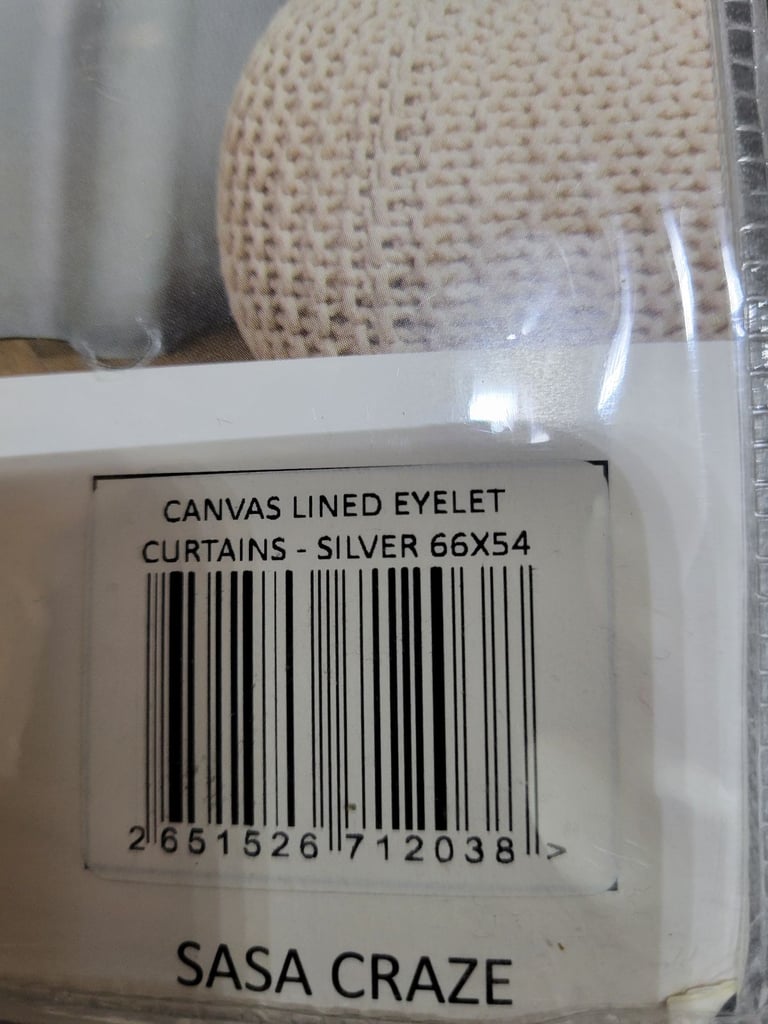 CANVAS LINED EYELET
CURTAINS - SILVER 66X54
2 651526 712038 >
SASA CRAZE